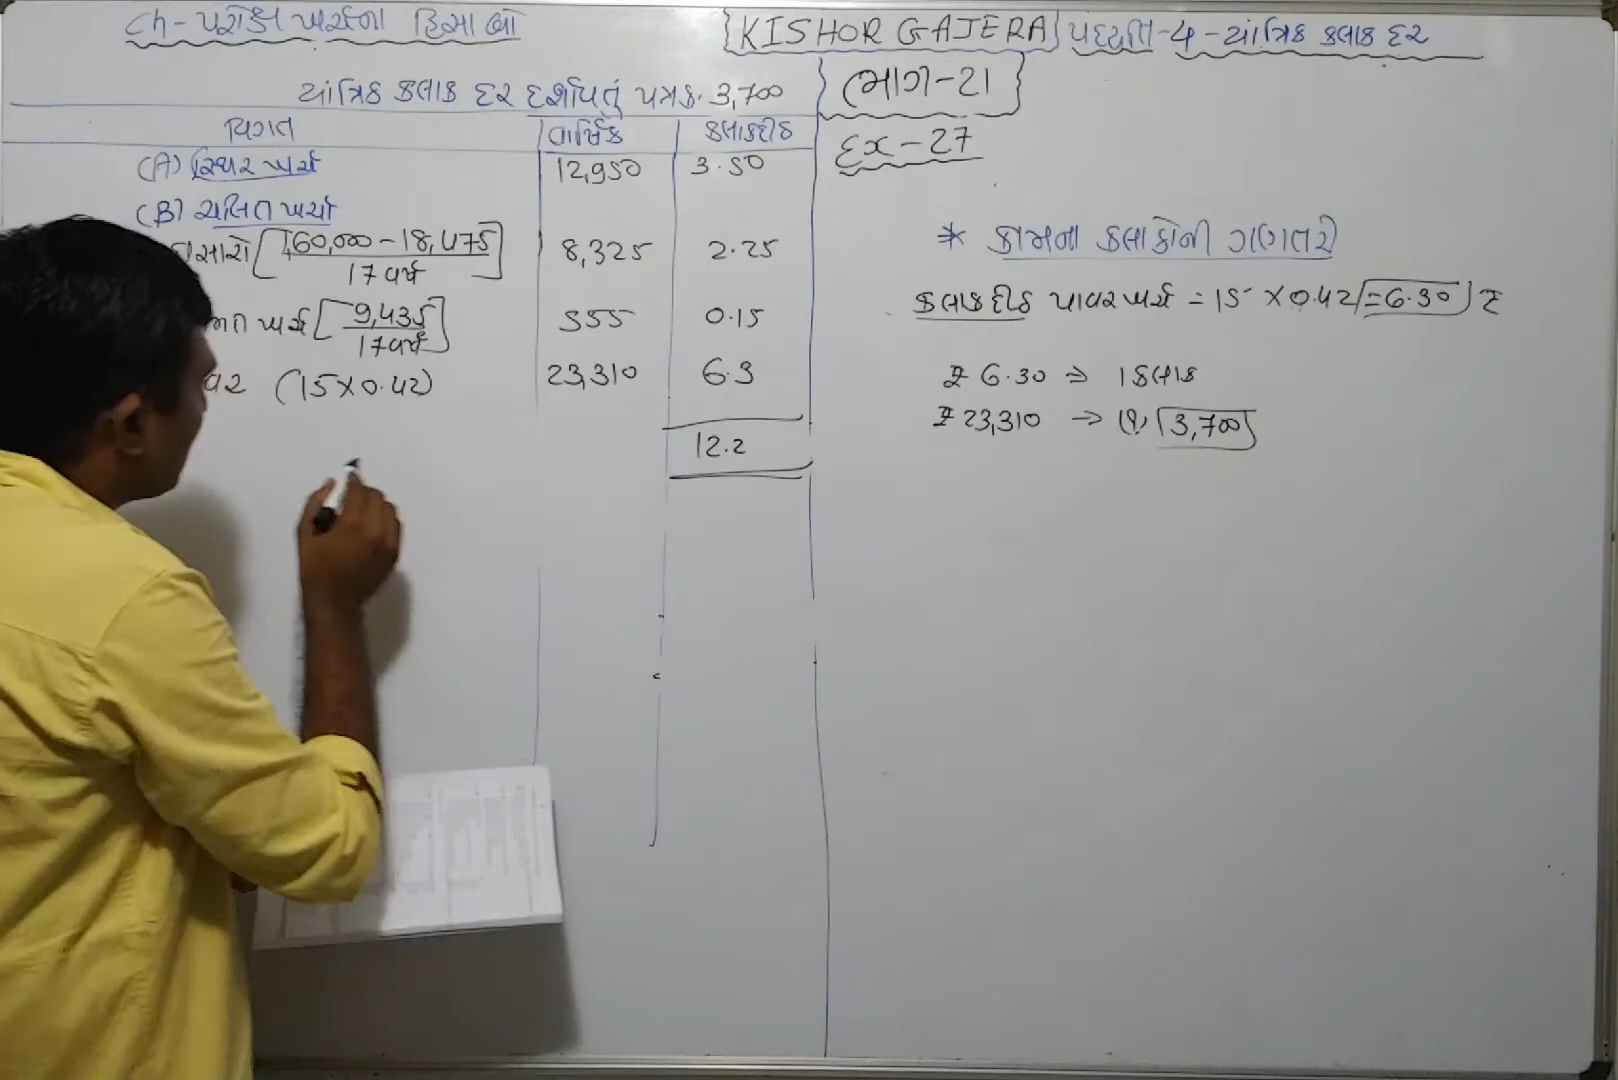 Ch- પરોક્ષ ખર્ચના હિસાબો
{KISHOR GAJERA} પદ્ધતિ-4-યાંત્રિક કલાક દર
યાંત્રિક કલાક દર દર્શાવતું પત્રક. 3,700
ભાગ-21
Ex-27
વિગત વાર્ષિક કલાકદીઠ
(A) સ્થિર ખર્ચ 12,950 3.50
(B) ચલિત ખર્ચા
સારો [60,000-18,475 / 17 વર્ષ] 8,325 2.25
મત ખર્ચ [9,435 / 17 વર્ષ] 555 0.15
વર (15×0.42) 23,310 6.3
12.2
* કામના કલાકોની ગણતરી
કલાકદીઠ પાવર ખર્ચ = 15 × 0.42 = 6.30 ₹
₹ 6.30 ⇒ 1 કલાક
₹ 23,310 → (?) 3,700